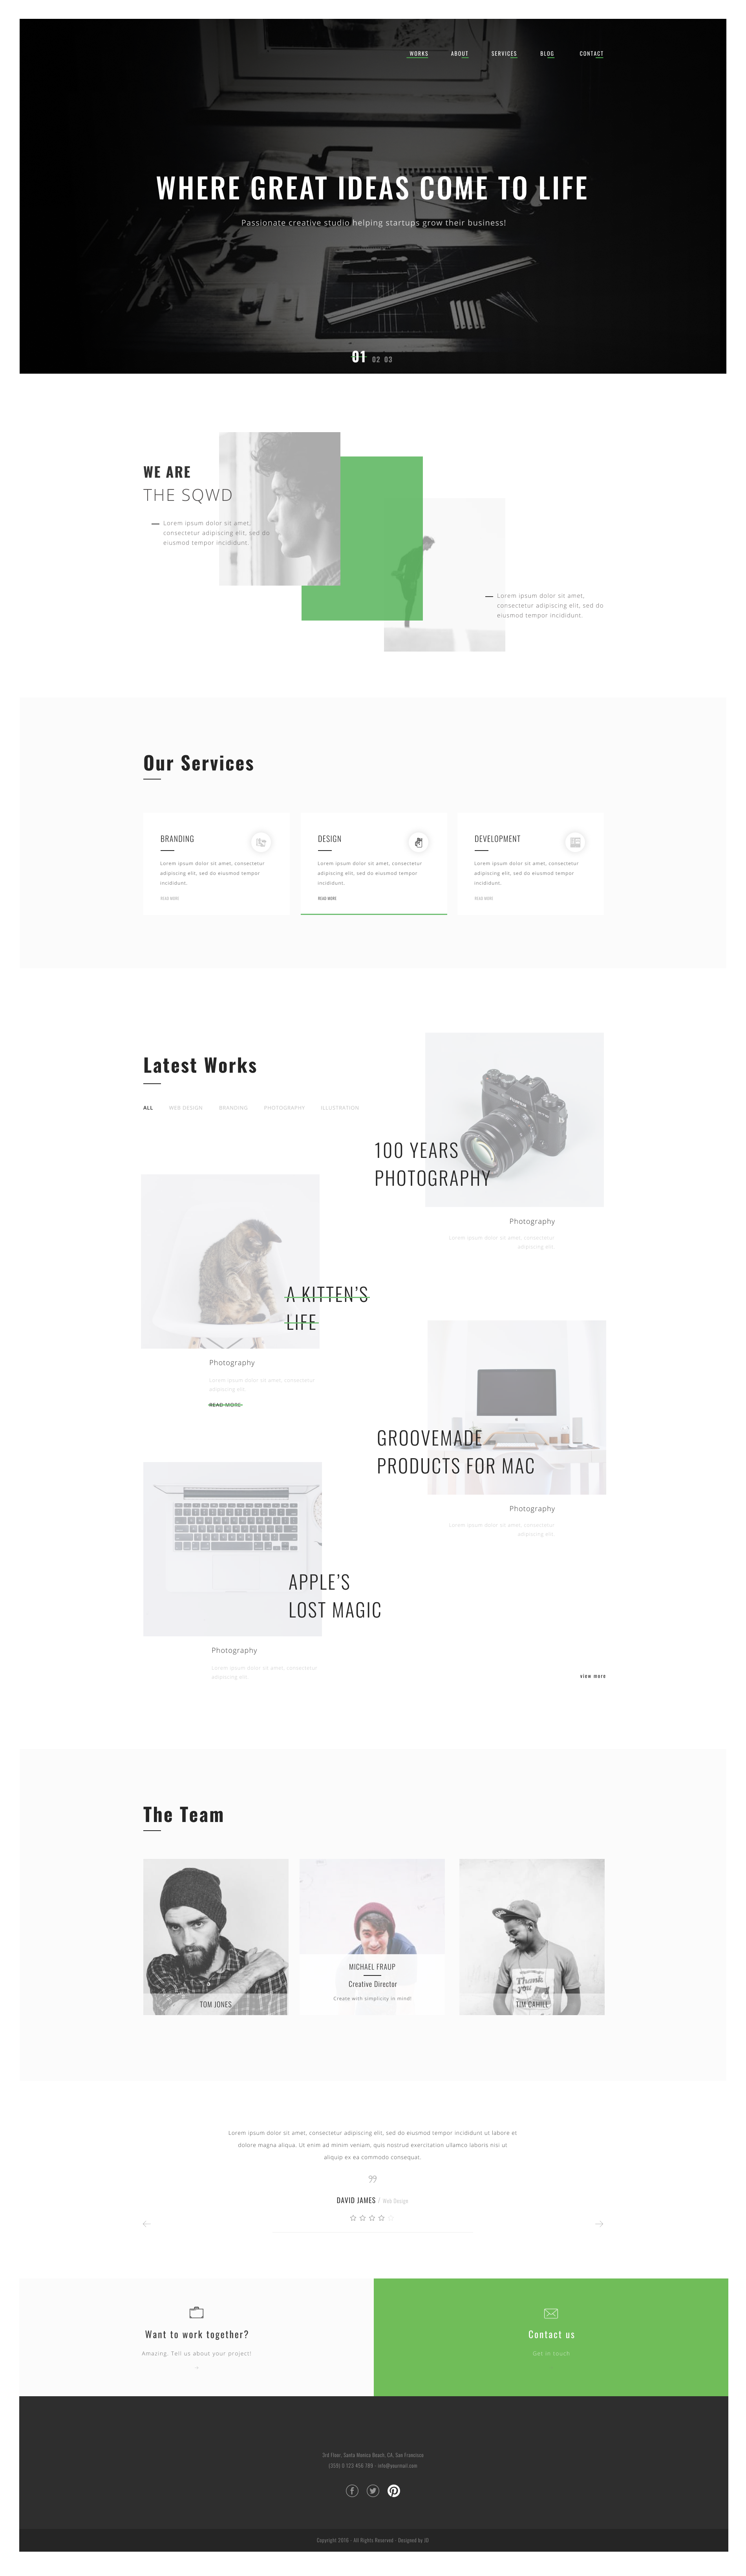 WORKS ABOUT SERVICES BLOG CONTACT
WHERE GREAT IDEAS COME TO LIFE
Passionate creative studio helping startups grow their business!
01 02 03
WE ARE
THE SQWD
Lorem ipsum dolor sit amet,
consectetur adipiscing elit, sed do
eiusmod tempor incididunt.
Lorem ipsum dolor sit amet,
consectetur adipiscing elit, sed do
eiusmod tempor incididunt.
Our Services
BRANDING
Lorem ipsum dolor sit amet, consectetur
adipiscing elit, sed do eiusmod tempor
incididunt.
READ MORE
DESIGN
Lorem ipsum dolor sit amet, consectetur
adipiscing elit, sed do eiusmod tempor
incididunt.
READ MORE
DEVELOPMENT
Lorem ipsum dolor sit amet, consectetur
adipiscing elit, sed do eiusmod tempor
incididunt.
READ MORE
Latest Works
ALL WEB DESIGN BRANDING PHOTOGRAPHY ILLUSTRATION
100 YEARS
PHOTOGRAPHY
Photography
Lorem ipsum dolor sit amet, consectetur
adipiscing elit.
A KITTEN'S
LIFE
Photography
Lorem ipsum dolor sit amet, consectetur
adipiscing elit.
READ MORE
GROOVEMADE
PRODUCTS FOR MAC
Photography
Lorem ipsum dolor sit amet, consectetur
adipiscing elit.
APPLE'S
LOST MAGIC
Photography
Lorem ipsum dolor sit amet, consectetur
adipiscing elit.
view more
The Team
TOM JONES
MICHAEL FRAUP
Creative Director
Create with simplicity in mind!
Thank
you
TIM CAHILL
Lorem ipsum dolor sit amet, consectetur adipiscing elit, sed do eiusmod tempor incididunt ut labore et
dolore magna aliqua. Ut enim ad minim veniam, quis nostrud exercitation ullamco laboris nisi ut
aliquip ex ea commodo consequat.
DAVID JAMES / Web Design
Want to work together?
Amazing. Tell us about your project!
Contact us
Get in touch
3rd Floor, Santa Monica Beach, CA, San Francisco
(359) 0 123 456 789 - info@yourmail.com
Copyright 2016 - All Rights Reserved - Designed by JD